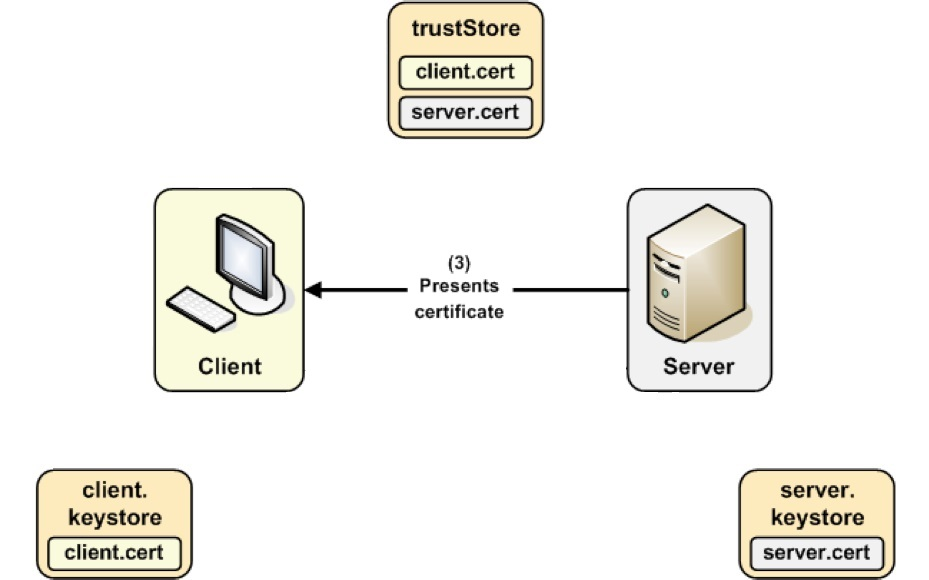 trustStore
client.cert
server.cert
(3)
Presents
certificate
Client
Server
client.
keystore
client.cert
server.
keystore
server.cert